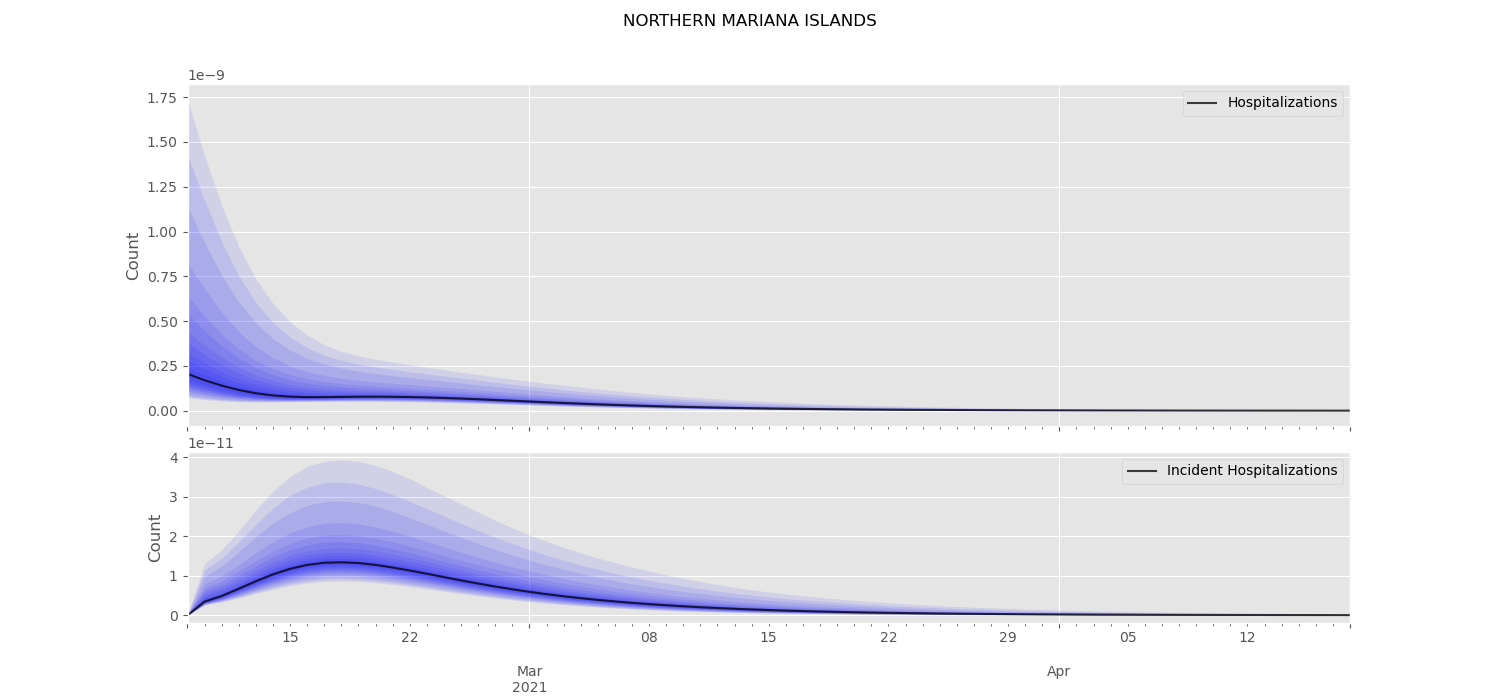 NORTHERN MARIANA ISLANDS
1e−9
1.75
1.50
1.25
1.00
0.75
0.50
0.25
0.00
Count
Hospitalizations
1e−11
4
3
2
1
0
Count
Incident Hospitalizations
15 22 08 15 22 29 05 12
Mar Apr
2021